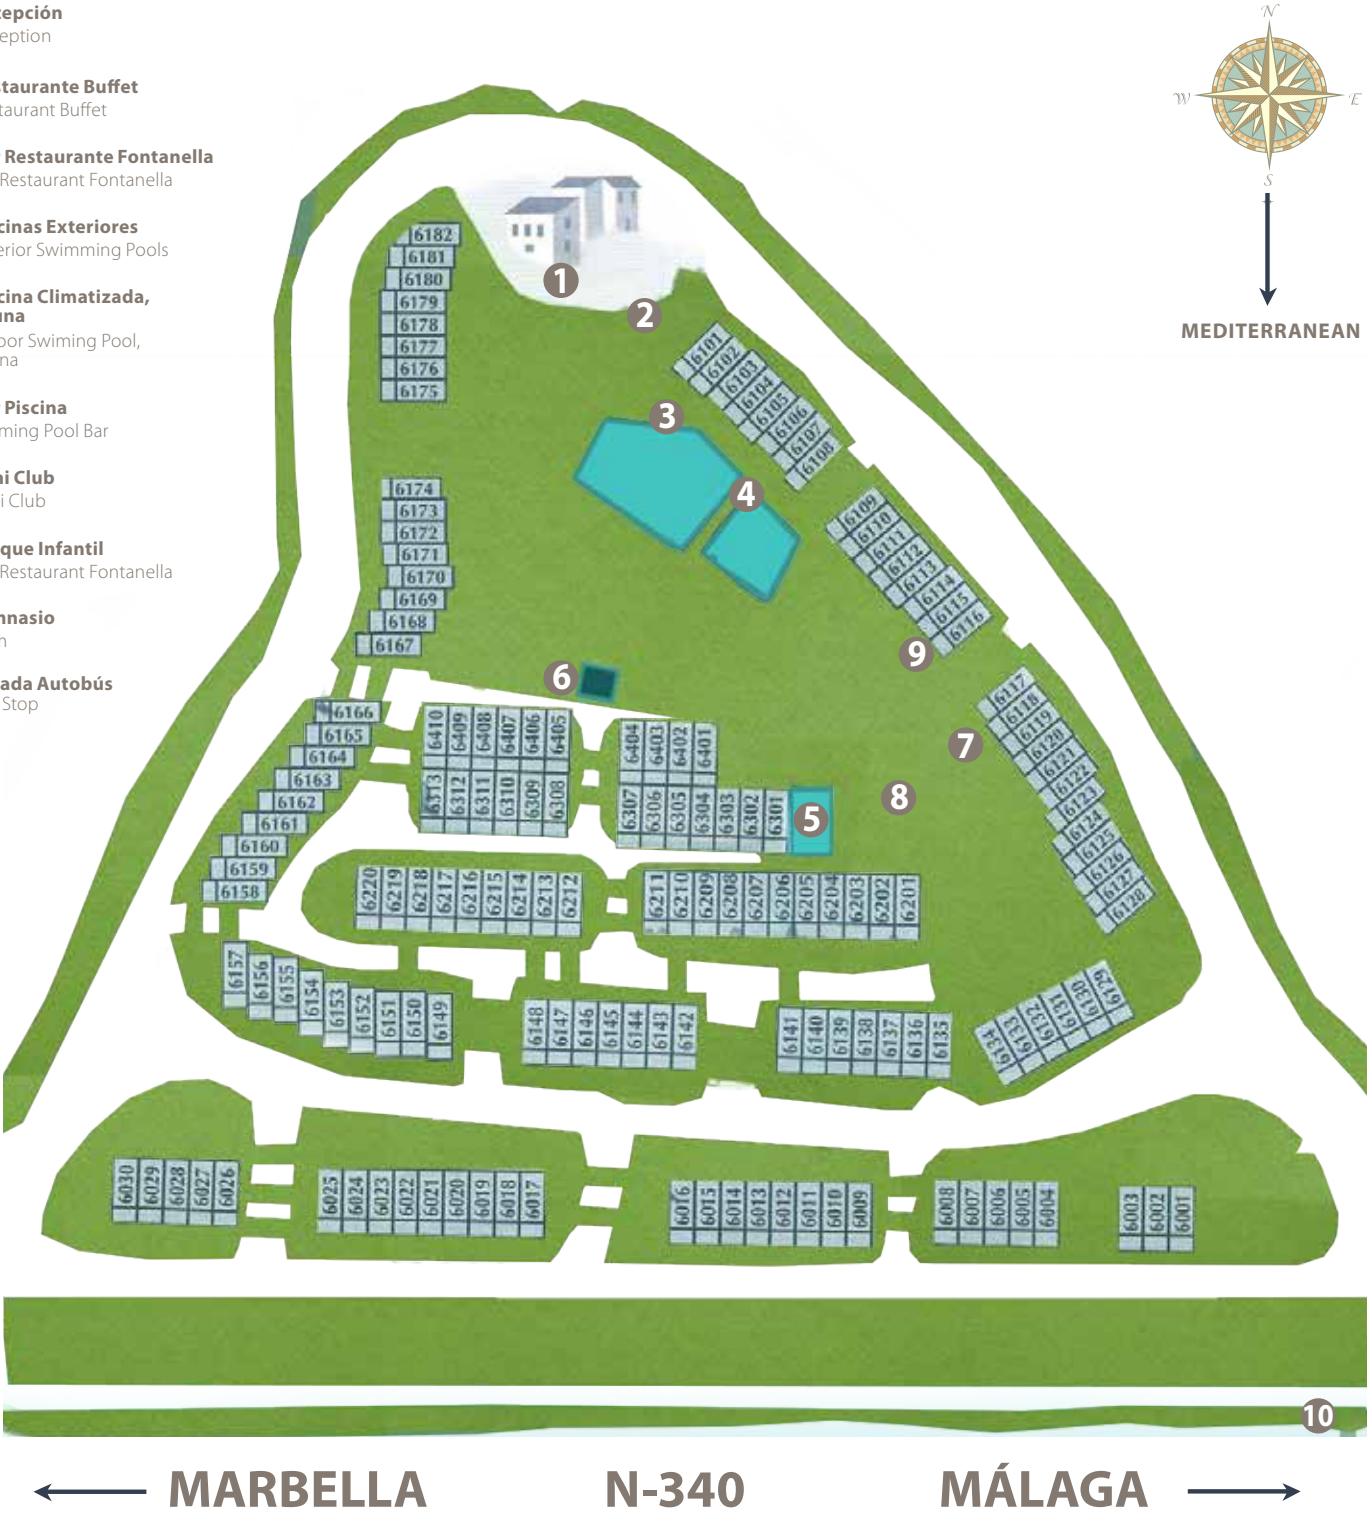 cepción
eption
staurante Buffet
taurant Buffet
r Restaurante Fontanella
Restaurant Fontanella
cinas Exteriores
erior Swimming Pools
cina Climatizada,
una
oor Swiming Pool,
na
r Piscina
ming Pool Bar
ni Club
i Club
que Infantil
Restaurant Fontanella
nnasio
n
ada Autobús
Stop
N
W
E
S
MEDITERRANEAN
1
2
3
4
5
6
7
8
9
10
6182
6181
6180
6179
6178
6177
6176
6175
6174
6173
6172
6171
6170
6169
6168
6167
6166
6165
6164
6163
6162
6161
6160
6159
6158
6101
6102
6103
6104
6105
6106
6107
6108
6109
6110
6111
6112
6113
6114
6115
6116
6117
6118
6119
6120
6121
6122
6123
6124
6125
6126
6127
6128
6410 6409 6408 6407 6406 6405
6404 6403 6402 6401
6313 6312 6311 6310 6309 6308
6307 6306 6305 6304 6303 6302 6301
6220 6219 6218 6217 6216 6215 6214 6213 6212
6211 6210 6209 6208 6207 6206 6205 6204 6203 6202 6201
6157 6156 6155 6154 6153 6152 6151 6150 6149
6148 6147 6146 6145 6144 6143 6142
6141 6140 6139 6138 6137 6136 6135
6134 6133 6132 6131 6130 6129
6030 6029 6028 6027 6026
6025 6024 6023 6022 6021 6020 6019 6018 6017
6016 6015 6014 6013 6012 6011 6010 6009
6008 6007 6006 6005 6004
6003 6002 6001
MARBELLA
N-340
MÁLAGA